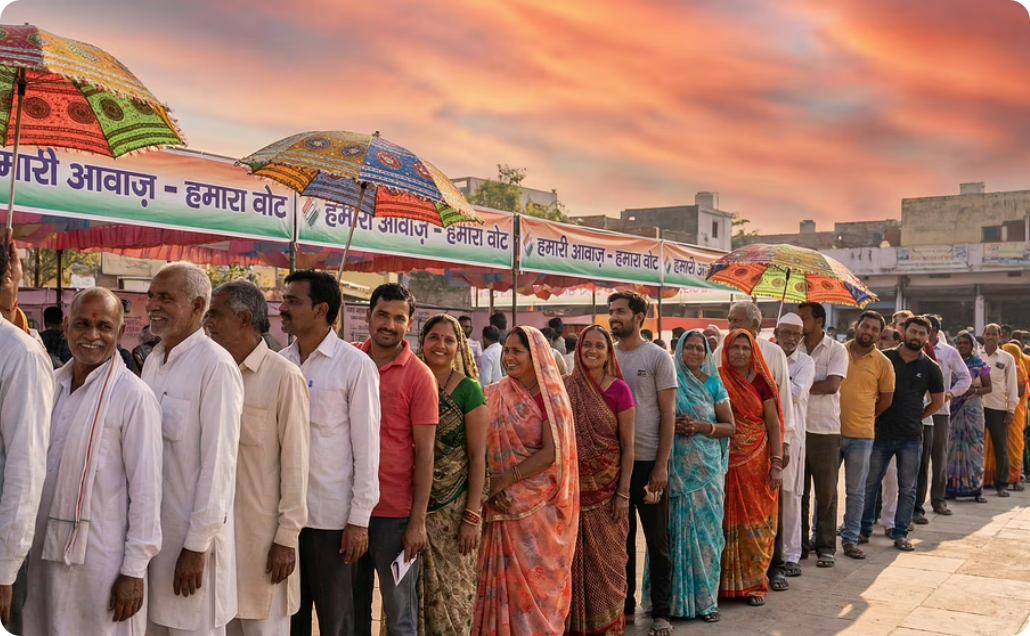 मारी आवाज़ - हमारा वोट
हमारी आवाज़ - हमारा वोट
हमारी आवाज़ - हमारा वोट
हमारी आ